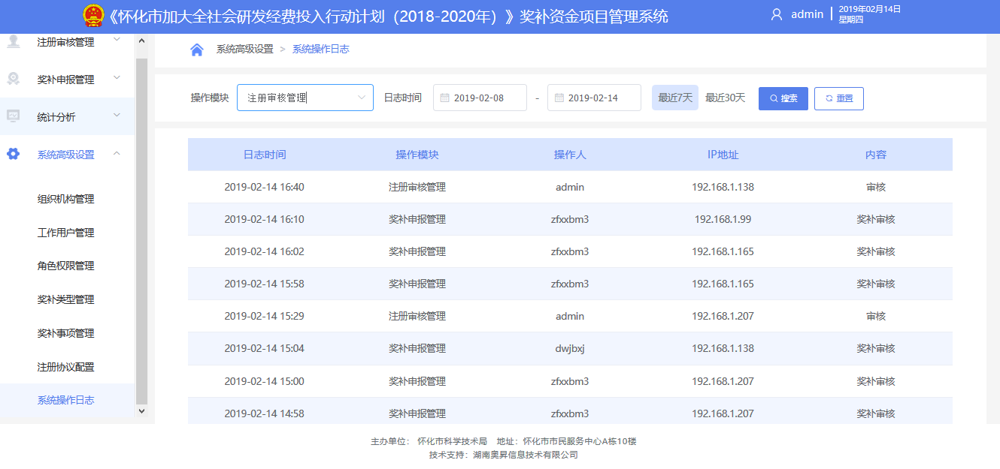 《怀化市加大全社会研发经费投入行动计划（2018-2020年）》奖补资金项目管理系统
admin
2019年02月14日
星期四
注册审核管理
奖补申报管理
统计分析
系统高级设置
组织机构管理
工作用户管理
角色权限管理
奖补类型管理
奖补事项管理
注册协议配置
系统操作日志
系统高级设置 > 系统操作日志
操作模块 注册审核管理 日志时间 2019-02-08 - 2019-02-14 最近7天 最近30天 搜索 重置
日志时间 操作模块 操作人 IP地址 内容
2019-02-14 16:40 注册审核管理 admin 192.168.1.138 审核
2019-02-14 16:10 奖补申报管理 zfxxbm3 192.168.1.99 奖补审核
2019-02-14 16:02 奖补申报管理 zfxxbm3 192.168.1.165 奖补审核
2019-02-14 15:58 奖补申报管理 zfxxbm3 192.168.1.165 奖补审核
2019-02-14 15:29 注册审核管理 admin 192.168.1.207 审核
2019-02-14 15:04 奖补申报管理 dwjbxj 192.168.1.138 奖补审核
2019-02-14 15:00 奖补申报管理 zfxxbm3 192.168.1.207 奖补审核
2019-02-14 14:58 奖补申报管理 zfxxbm3 192.168.1.207 奖补审核
主办单位： 怀化市科学技术局 地址：怀化市市民服务中心A栋10楼
技术支持：湖南奥昇信息技术有限公司